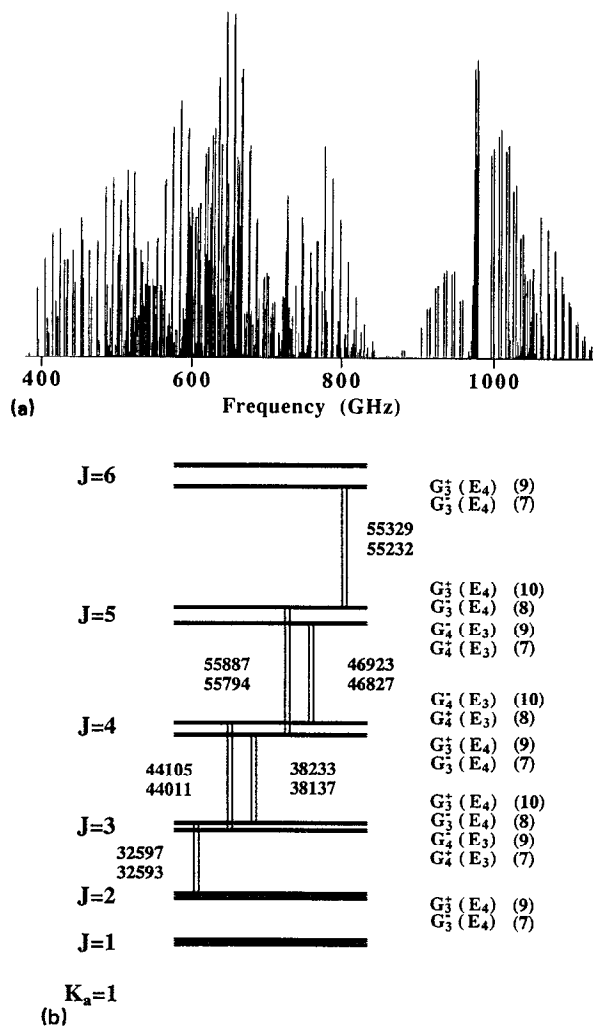 400 600 800 1000
(a) Frequency (GHz)
J=6
G₃⁺ (E₄) (9)
G₃⁻ (E₄) (7)
55329
55232
J=5
G₃⁺ (E₄) (10)
G₃⁻ (E₄) (8)
G₄⁻ (E₃) (9)
G₄⁺ (E₃) (7)
55887 46923
55794 46827
J=4
G₄⁻ (E₃) (10)
G₄⁺ (E₃) (8)
G₃⁺ (E₄) (9)
G₃⁻ (E₄) (7)
44105 38233
44011 38137
J=3
G₃⁺ (E₄) (10)
G₃⁻ (E₄) (8)
G₄⁻ (E₃) (9)
G₄⁺ (E₃) (7)
32597
32593
J=2
G₃⁺ (E₄) (9)
G₃⁻ (E₄) (7)
J=1
Kₐ=1
(b)